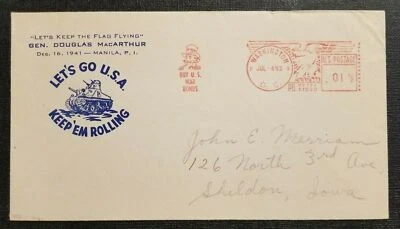 "LET'S KEEP THE FLAG FLYING"
GEN. DOUGLAS MACARTHUR
DEC. 16, 1941 — MANILA, P. I.
LET'S GO U.S.A.
KEEP 'EM ROLLING
BUY U.S.
WAR
BONDS
WASHINGTON
JUL
D. C.
U.S. POSTAGE
John E. Merriam
126 North 3rd Ave.
Sheldon, Iowa